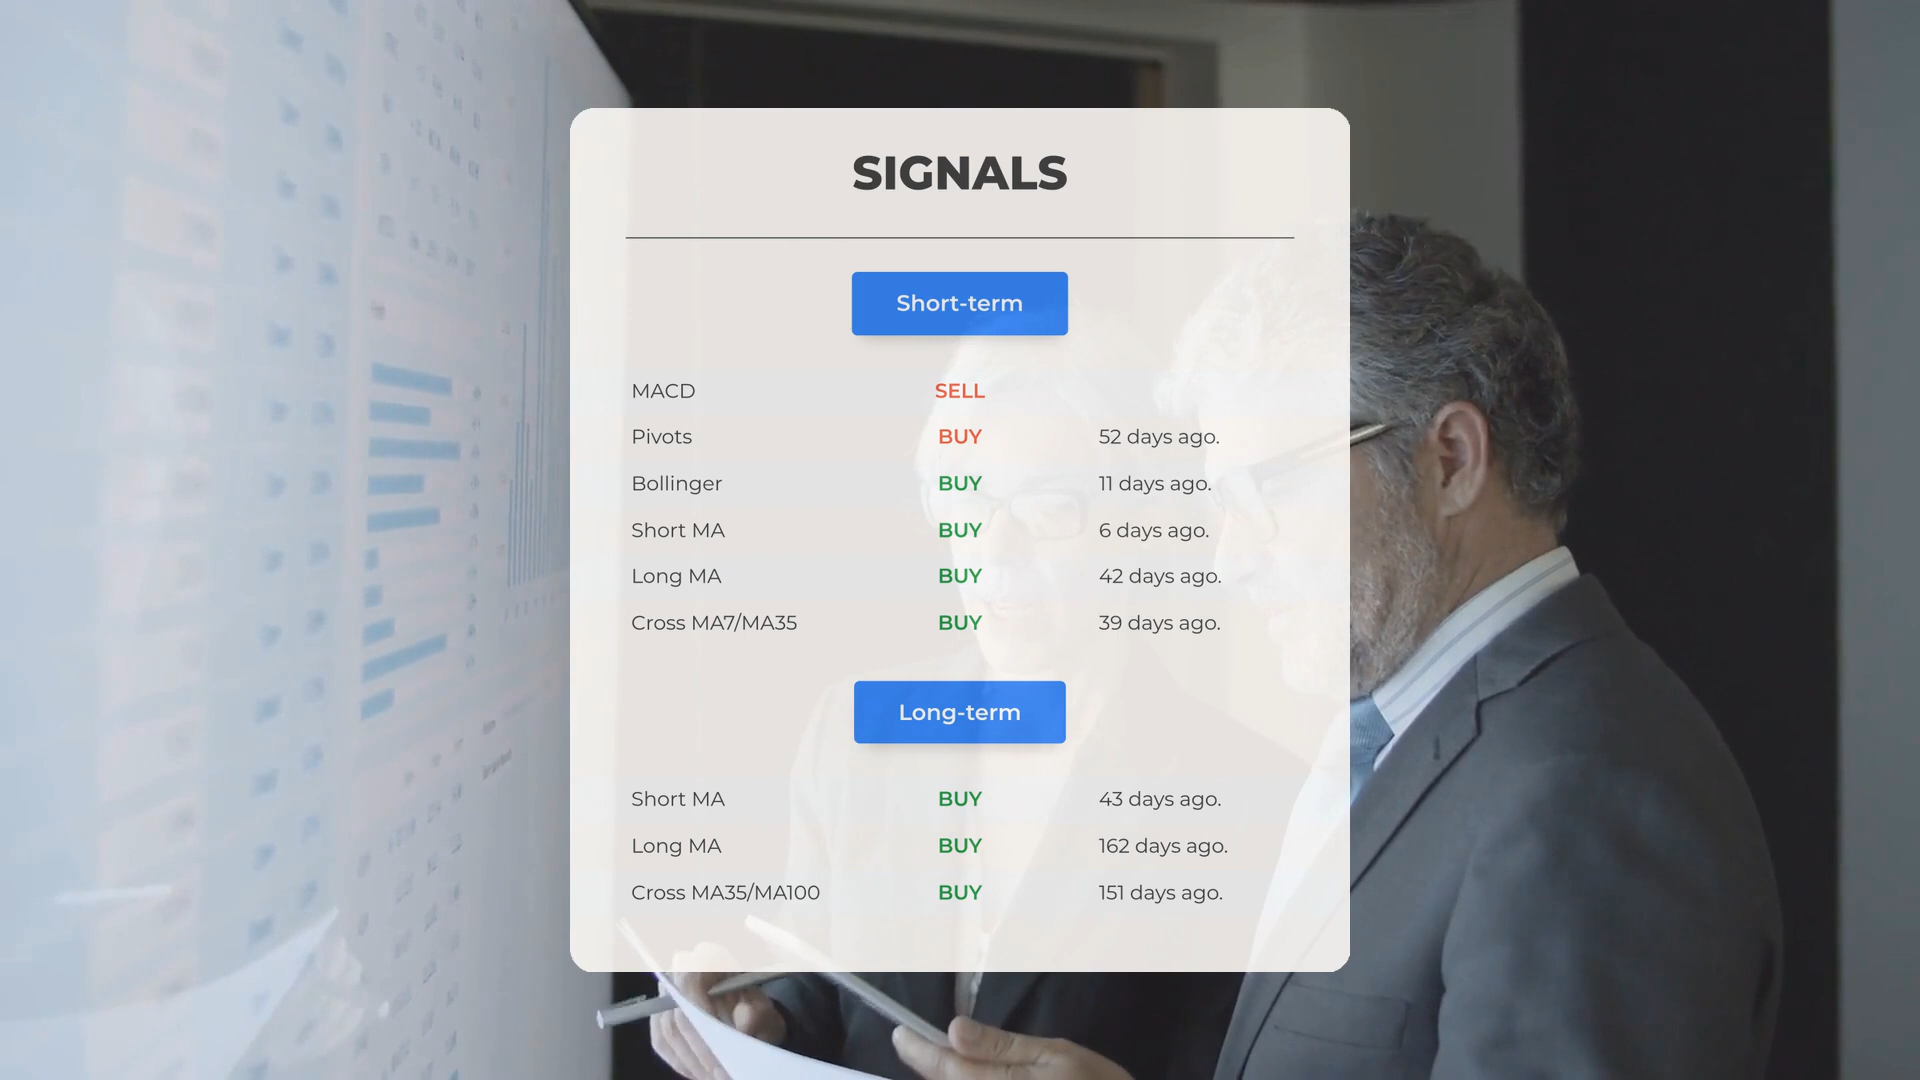 SIGNALS
Short-term
MACD SELL
Pivots BUY 52 days ago.
Bollinger BUY 11 days ago.
Short MA BUY 6 days ago.
Long MA BUY 42 days ago.
Cross MA7/MA35 BUY 39 days ago.
Long-term
Short MA BUY 43 days ago.
Long MA BUY 162 days ago.
Cross MA35/MA100 BUY 151 days ago.